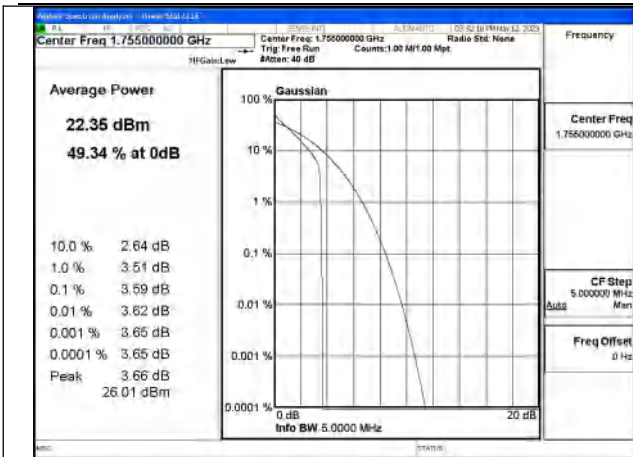 Center Freq 1.755000000 GHz
#IFGain:Low
Center Freq: 1.755000000 GHz
Trig: Free Run Counts:1.00 M/1.00 Mpt
#Atten: 40 dB
Radio Std: None
Frequency
Average Power
22.35 dBm
49.34 % at 0dB
10.0 % 2.64 dB
1.0 % 3.51 dB
0.1 % 3.59 dB
0.01 % 3.62 dB
0.001 % 3.65 dB
0.0001 % 3.65 dB
Peak 3.66 dB
26.01 dBm
Gaussian
100 %
10 %
1 %
0.1 %
0.01 %
0.001 %
0.0001 %
0 dB 20 dB
Info BW 5.0000 MHz
Center Freq
1.755000000 GHz
CF Step
5.000000 MHz
Auto Man
Freq Offset
0 Hz
MSG STATUS